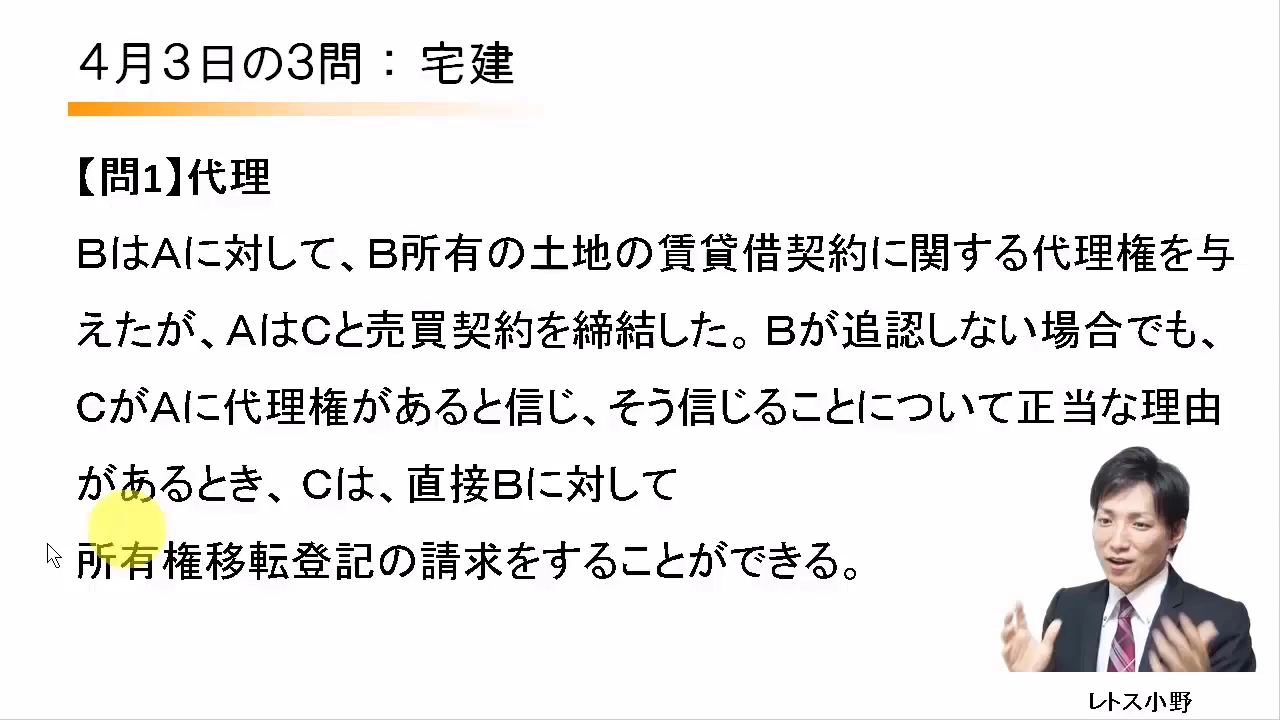 ４月３日の３問：宅建
【問1】代理
ＢはＡに対して、Ｂ所有の土地の賃貸借契約に関する代理権を与
えたが、ＡはＣと売買契約を締結した。Ｂが追認しない場合でも、
ＣがＡに代理権があると信じ、そう信じることについて正当な理由
があるとき、Ｃは、直接Ｂに対して
所有権移転登記の請求をすることができる。
レトス小野